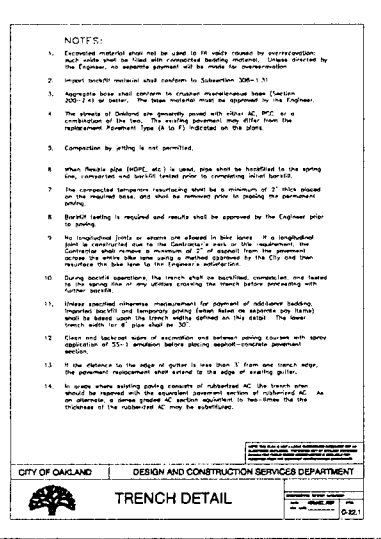 NOTES:
1. Excavated material shall not be used to fill voids caused by overexcavation;
such voids shall be filled with compacted bedding material. Unless directed by
the Engineer, no separate payment will be made for overexcavation
2. Import backfill material shall conform to Subsection 306-1.3.1
3. Aggregate base shall conform to crushed miscellaneous base (Section
200-2.4) or better. The base material must be approved by the Engineer.
4 The streets of Oakland are generally paved with either AC, PCC or a
combination of the two. The existing pavement may differ from the
replacement Pavement Type (A to F) indicated on the plans.
5. Compaction by jetting is not permitted.
6 When flexible pipe (HDPE, etc.) is used, pipe shall be backfilled to the spring
line, compacted and backfill tested prior to completing initial backfill.
7 The compacted temporary resurfacing shall be a minimum of 2" thick placed
on the required base, and shall be removed prior to placing the permanent
paving.
8 Backfill testing is required and results shall be approved by the Engineer prior
to paving.
9 No longitudinal joints or seams are allowed in bike lanes. If a longitudinal
joint is constructed due to the Contractor's work or this requirement, the
Contractor shall remove a minimum of 2" of asphalt from the pavement
across the entire bike lane using a method approved by the City and then
resurface the bike lane to the Engineer's satisfaction.
10 During backfill operations, the trench shall be backfilled, compacted, and tested
to the spring line of any utilities crossing the trench before proceeding with
further backfill.
11, Unless specified otherwise measurement for payment of additional bedding,
imported backfill and temporary paving (when listed as separate pay items)
shall be based upon the trench widths defined on this detail. The lower
trench width for 6" pipe shall be 30".
12 Clean and tackcoat sides of excavation and between paving courses with spray
application of SS-1 emulsion before placing asphalt-concrete pavement
section.
13 If the distance to the edge of gutter is less than 3' from one trench edge,
the pavement replacement shall extend to the edge of existing gutter.
14. In areas where existing paving consists of rubberized AC the trench area
should be repaved with the equivalent pavement section of rubberized AC. As
an alternate, a dense graded AC section equivalent to two-times the the
thickness of the rubberized AC may be substituted.
CITY OF OAKLAND
DESIGN AND CONSTRUCTION SERVICES DEPARTMENT
TRENCH DETAIL
D-22.1